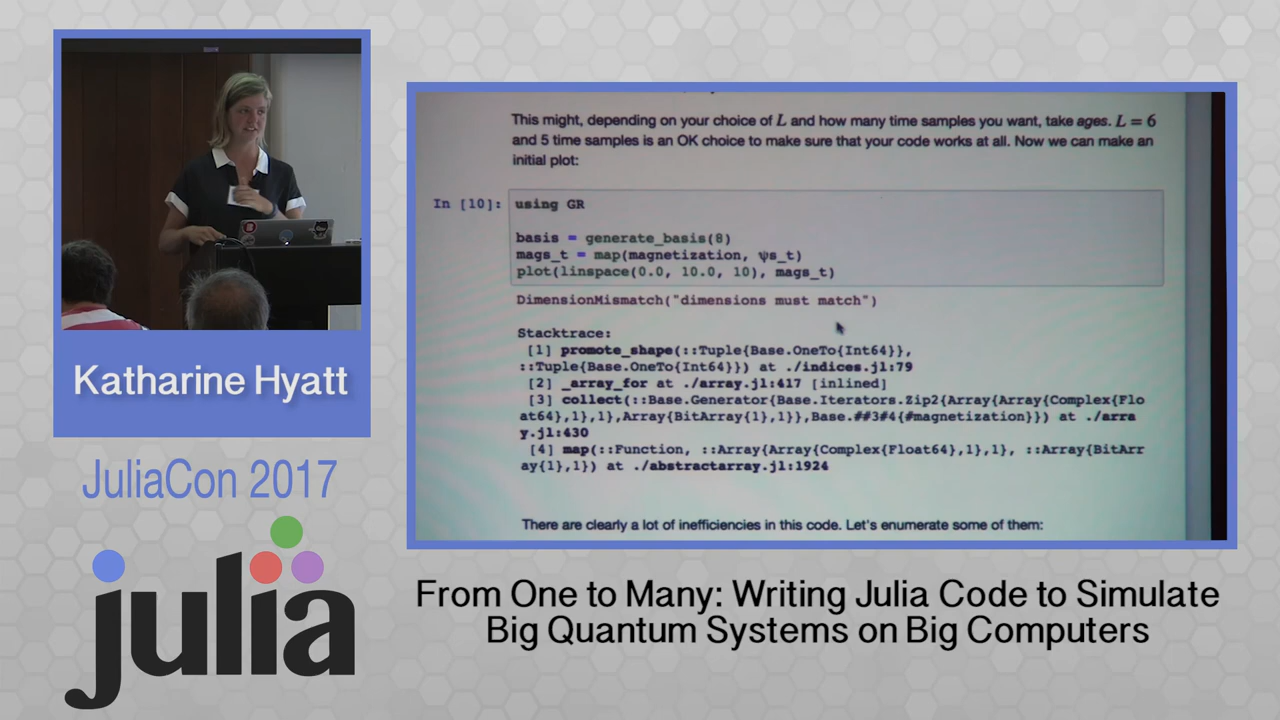 Katharine Hyatt
JuliaCon 2017
julia
This might, depending on your choice of L and how many time samples you want, take ages. L = 6
and 5 time samples is an OK choice to make sure that your code works at all. Now we can make an
initial plot:
In [10]: using GR
basis = generate_basis(8)
mags_t = map(magnetization, ψs_t)
plot(linspace(0.0, 10.0, 10), mags_t)
DimensionMismatch("dimensions must match")
Stacktrace:
[1] promote_shape(::Tuple{Base.OneTo{Int64}},
::Tuple{Base.OneTo{Int64}}) at ./indices.jl:79
[2] _array_for at ./array.jl:417 [inlined]
[3] collect(::Base.Generator{Base.Iterators.Zip2{Array{Array{Complex{Flo
at64},1},1},Array{BitArray{1},1}},Base.##3#4{#magnetization}}) at ./arra
y.jl:430
[4] map(::Function, ::Array{Array{Complex{Float64},1},1}, ::Array{BitArr
ay{1},1}) at ./abstractarray.jl:1924
There are clearly a lot of inefficiencies in this code. Let's enumerate some of them:
From One to Many: Writing Julia Code to Simulate
Big Quantum Systems on Big Computers